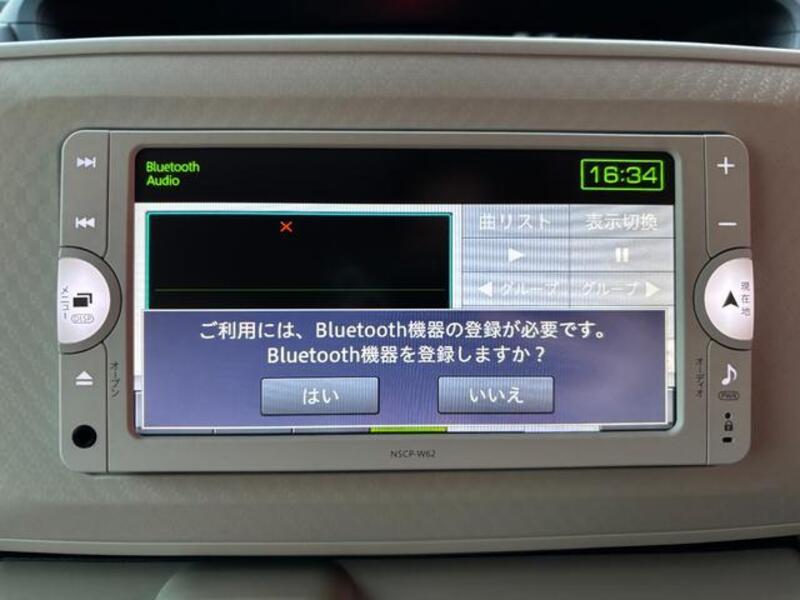 Bluetooth
Audio
16:34
曲リスト
表示切換
グループ
グループ
ご利用には、Bluetooth機器の登録が必要です。
Bluetooth機器を登録しますか？
はい
いいえ
メニュー
DISP
オープン
現在地
オーディオ
PWR
NSCP-W62